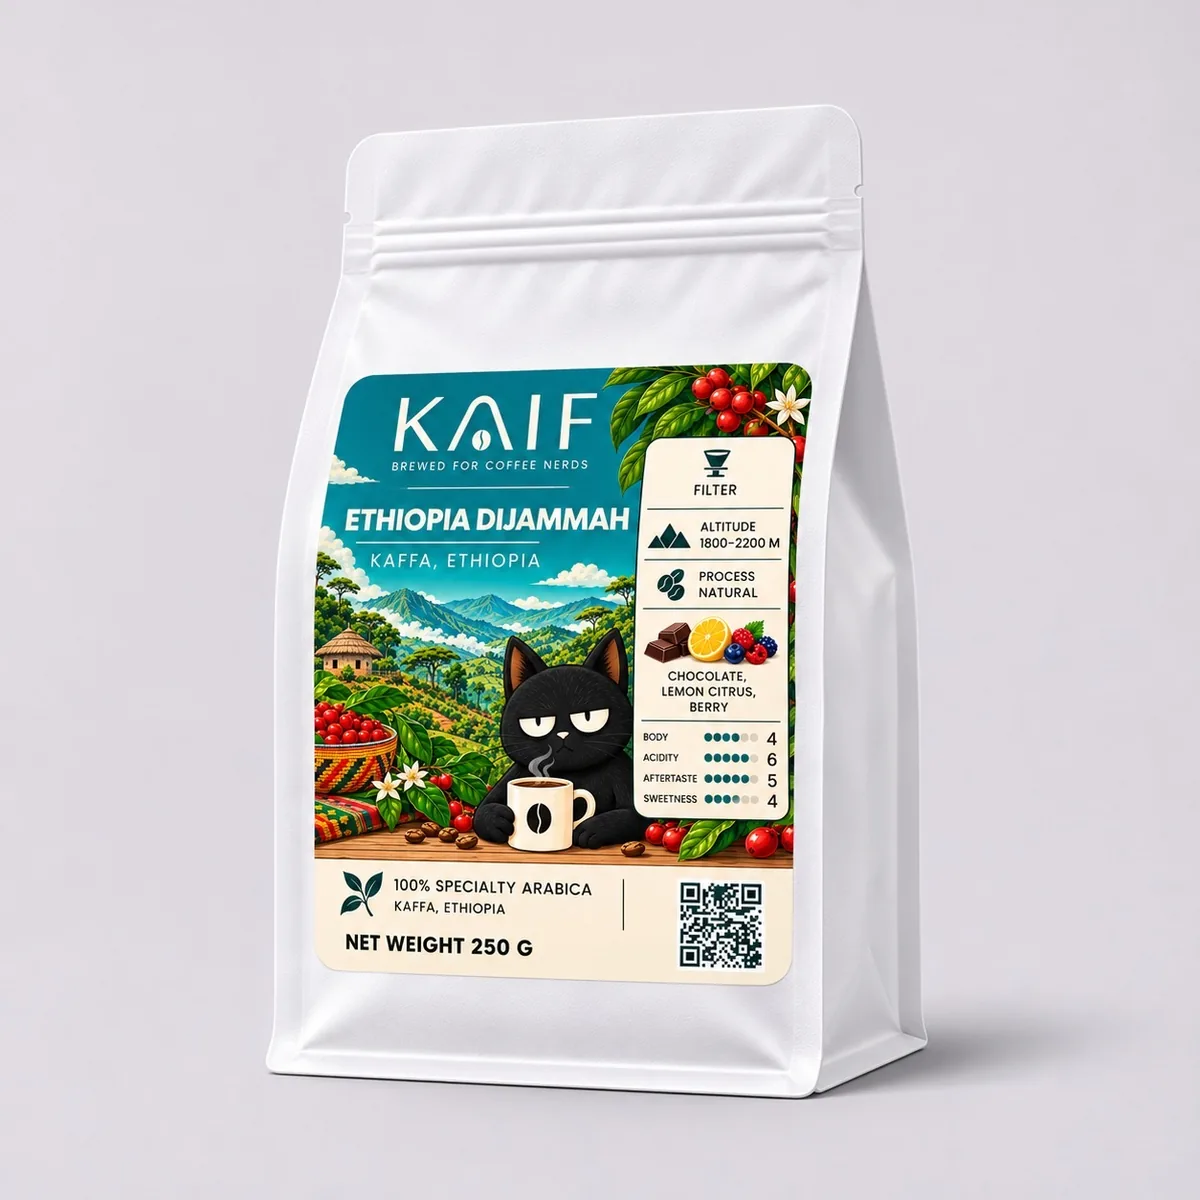 KAIF
BREWED FOR COFFEE NERDS
ETHIOPIA DIJAMMAH
KAFFA, ETHIOPIA
FILTER
ALTITUDE
1800-2200 M
PROCESS
NATURAL
CHOCOLATE,
LEMON CITRUS,
BERRY
BODY 4
ACIDITY 6
AFTERTASTE 5
SWEETNESS 4
100% SPECIALTY ARABICA
KAFFA, ETHIOPIA
NET WEIGHT 250 G